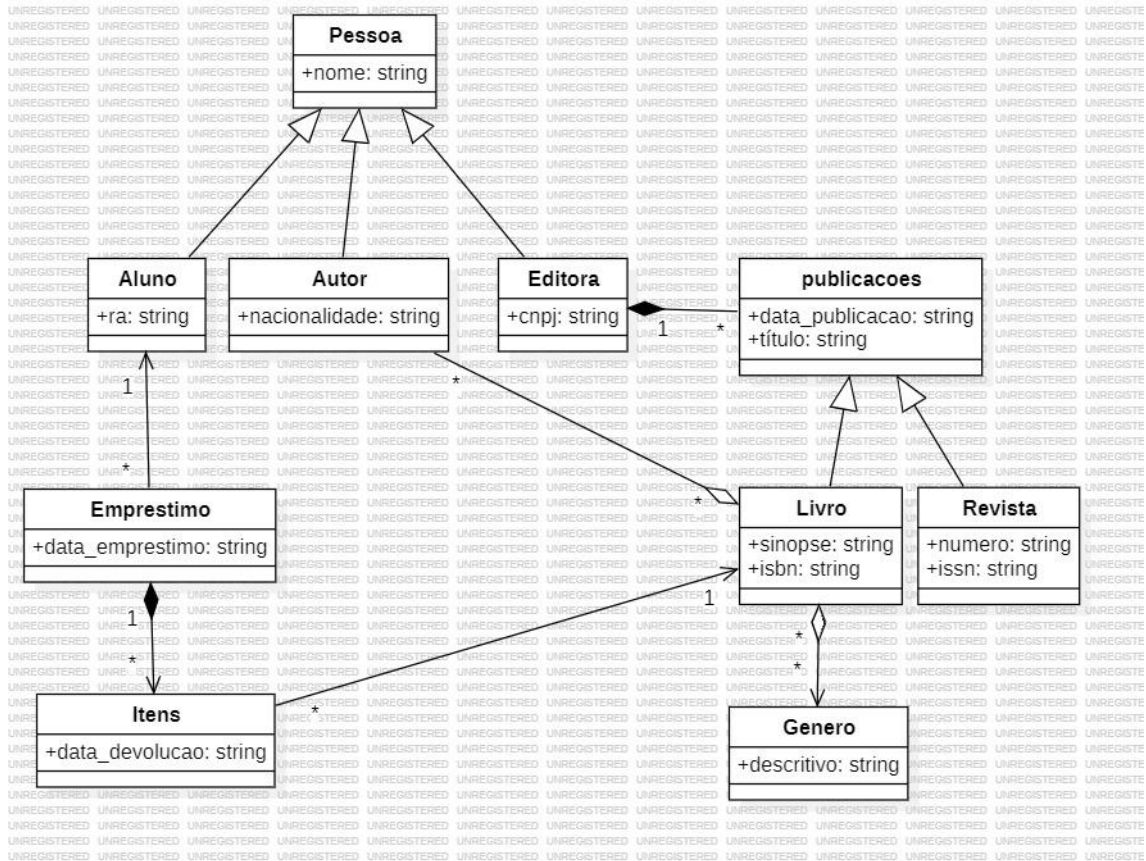 Pessoa
+nome: string
Aluno
+ra: string
Autor
+nacionalidade: string
Editora
+cnpj: string
publicacoes
+data_publicacao: string
+título: string
1
*
*
1
*
Emprestimo
+data_emprestimo: string
*
Livro
+sinopse: string
+isbn: string
Revista
+numero: string
+issn: string
1
1
*
*
*
*
Itens
+data_devolucao: string
Genero
+descritivo: string
UNREGISTERED